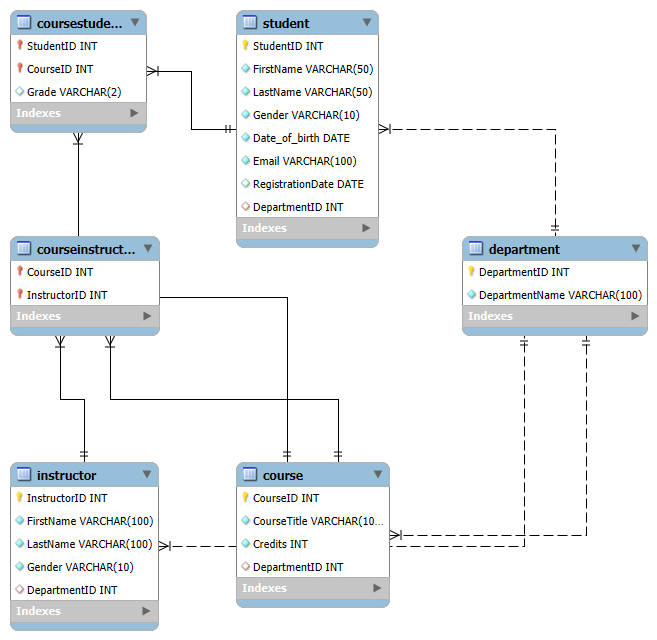 coursestude...
StudentID INT
CourseID INT
Grade VARCHAR(2)
Indexes
student
StudentID INT
FirstName VARCHAR(50)
LastName VARCHAR(50)
Gender VARCHAR(10)
Date_of_birth DATE
Email VARCHAR(100)
RegistrationDate DATE
DepartmentID INT
Indexes
courseinstruct...
CourseID INT
InstructorID INT
Indexes
department
DepartmentID INT
DepartmentName VARCHAR(100)
Indexes
instructor
InstructorID INT
FirstName VARCHAR(100)
LastName VARCHAR(100)
Gender VARCHAR(10)
DepartmentID INT
Indexes
course
CourseID INT
CourseTitle VARCHAR(10...
Credits INT
DepartmentID INT
Indexes